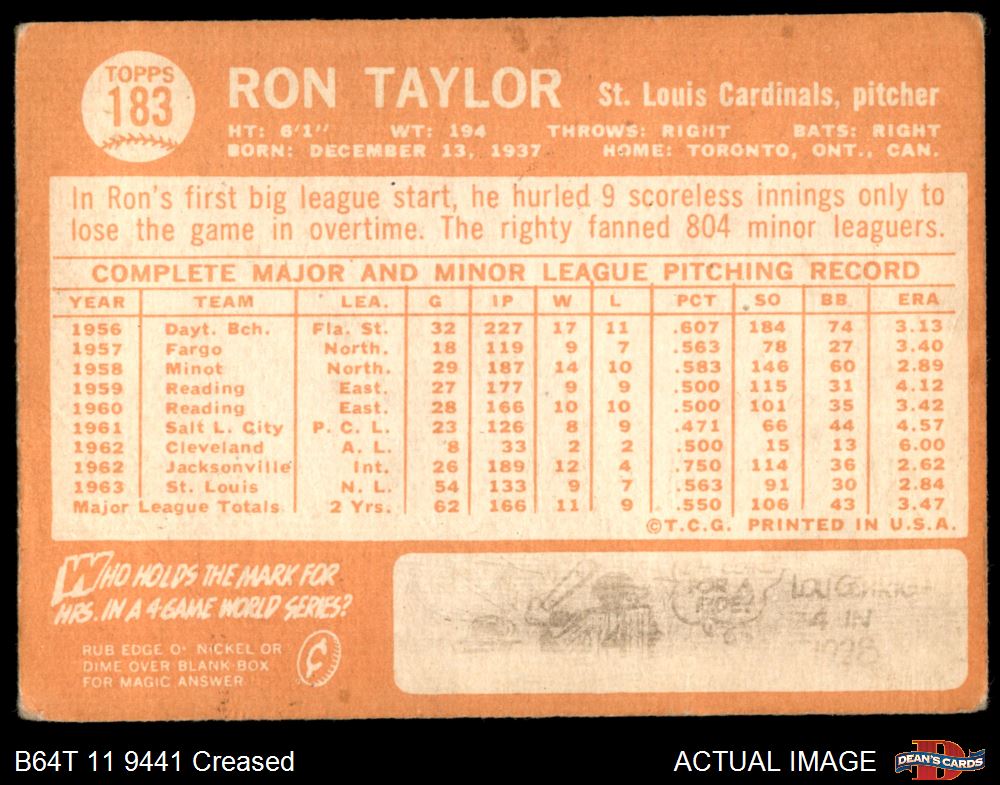 TOPPS
183
RON TAYLOR St. Louis Cardinals, pitcher
HT: 6'1" WT: 194 THROWS: RIGHT BATS: RIGHT
BORN: DECEMBER 13, 1937 HOME: TORONTO, ONT., CAN.
In Ron's first big league start, he hurled 9 scoreless innings only to
lose the game in overtime. The righty fanned 804 minor leaguers.
COMPLETE MAJOR AND MINOR LEAGUE PITCHING RECORD
YEAR TEAM LEA. G IP W L PCT SO BB ERA
1956 Dayt. Bch. Fla. St. 32 227 17 11 .607 184 74 3.13
1957 Fargo North. 18 119 9 7 .563 78 27 3.40
1958 Minot North. 29 187 14 10 .583 146 60 2.89
1959 Reading East. 27 177 9 9 .500 115 31 4.12
1960 Reading East. 28 166 10 10 .500 101 35 3.42
1961 Salt L. City P. C. L. 23 126 8 9 .471 66 44 4.57
1962 Cleveland A. L. 8 33 2 2 .500 15 13 6.00
1962 Jacksonville Int. 26 189 12 4 .750 114 36 2.62
1963 St. Louis N. L. 54 133 9 7 .563 91 30 2.84
Major League Totals 2 Yrs. 62 166 11 9 .550 106 43 3.47
©T.C.G. PRINTED IN U.S.A.
WHO HOLDS THE MARK FOR
HRS. IN A 4-GAME WORLD SERIES?
RUB EDGE OF NICKEL OR
DIME OVER BLANK BOX
FOR MAGIC ANSWER
¢
LOU GEHRIG
4 IN
B64T 11 9441 Creased
ACTUAL IMAGE
D
DEAN'S CARDS